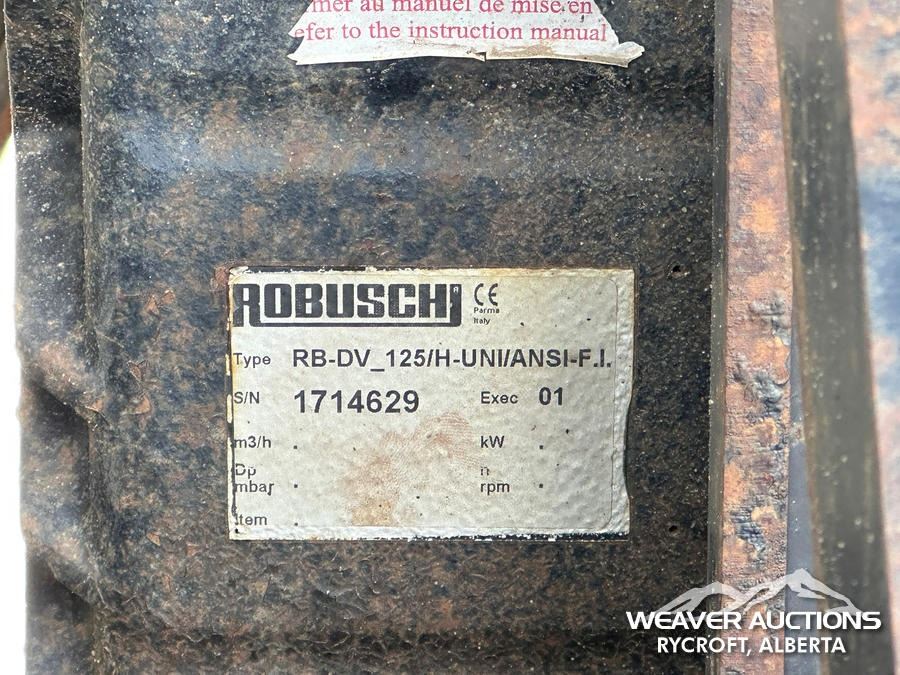 mer au manuel de mise en
efer to the instruction manual
ROBUSCHI
CE
Parma
Italy
Type RB-DV_125/H-UNI/ANSI-F.I.
S/N 1714629 Exec 01
m3/h . kW .
Dp n
mbar . rpm .
Item .
WEAVER AUCTIONS
RYCROFT, ALBERTA